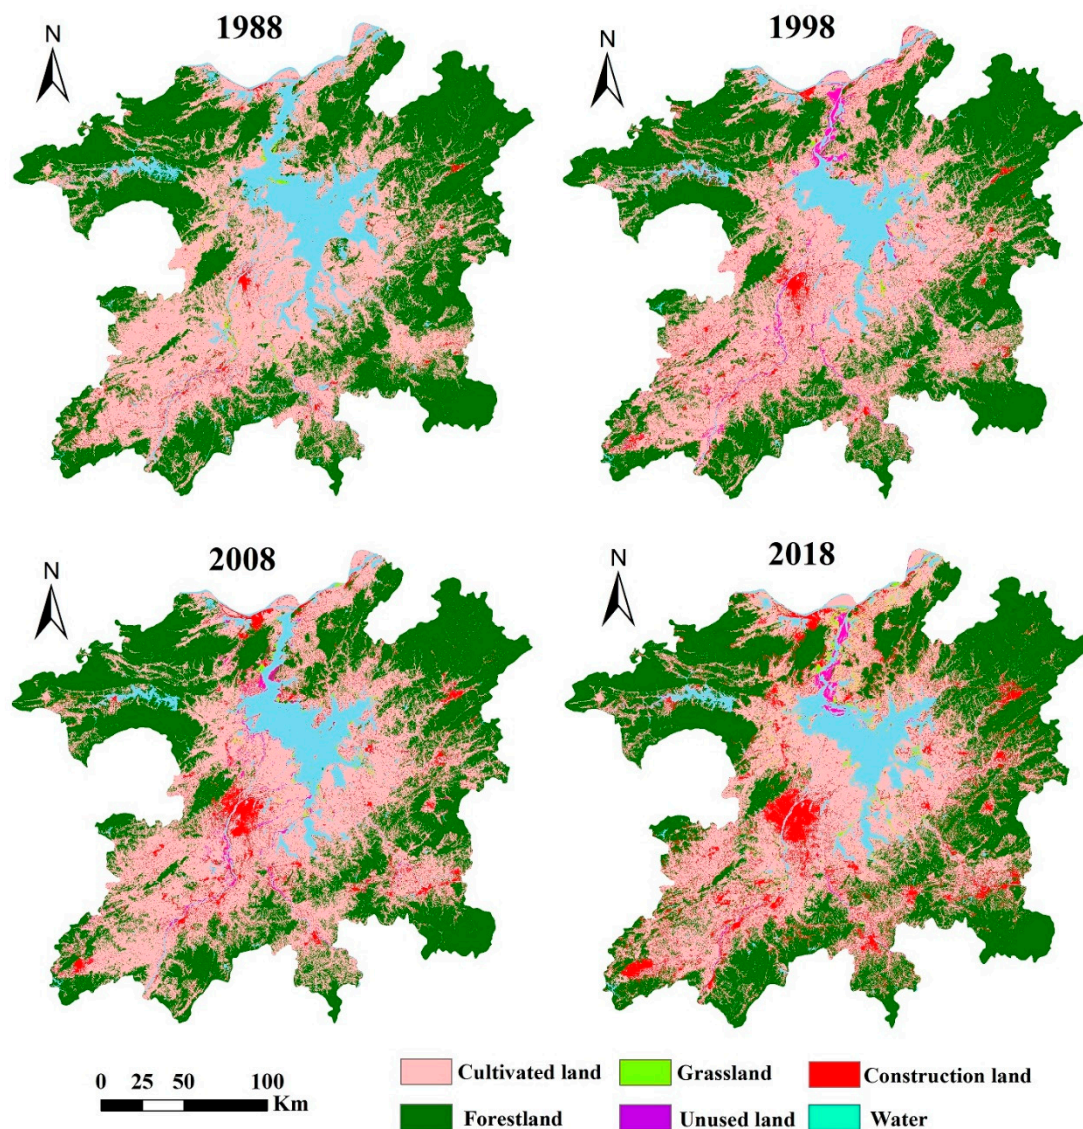 1988
N
1998
N
2008
N
2018
N
0 25 50 100
Km
Cultivated land
Grassland
Construction land
Forestland
Unused land
Water